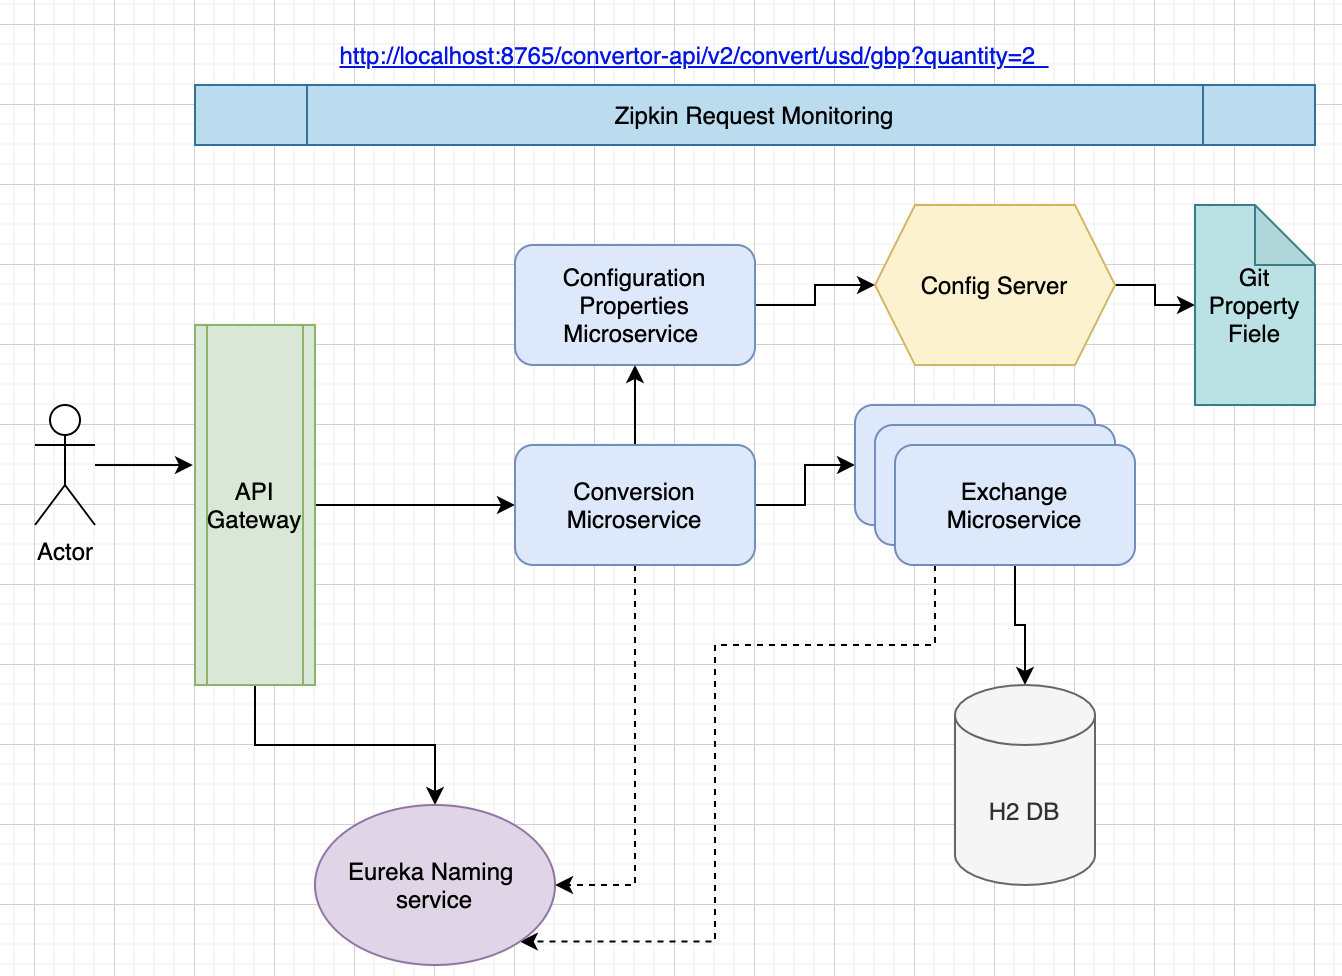 http://localhost:8765/convertor-api/v2/convert/usd/gbp?quantity=2
Zipkin Request Monitoring
Configuration
Properties
Microservice
Config Server
Git
Property
Fiele
API
Gateway
Conversion
Microservice
Exchange
Microservice
Actor
H2 DB
Eureka Naming
service